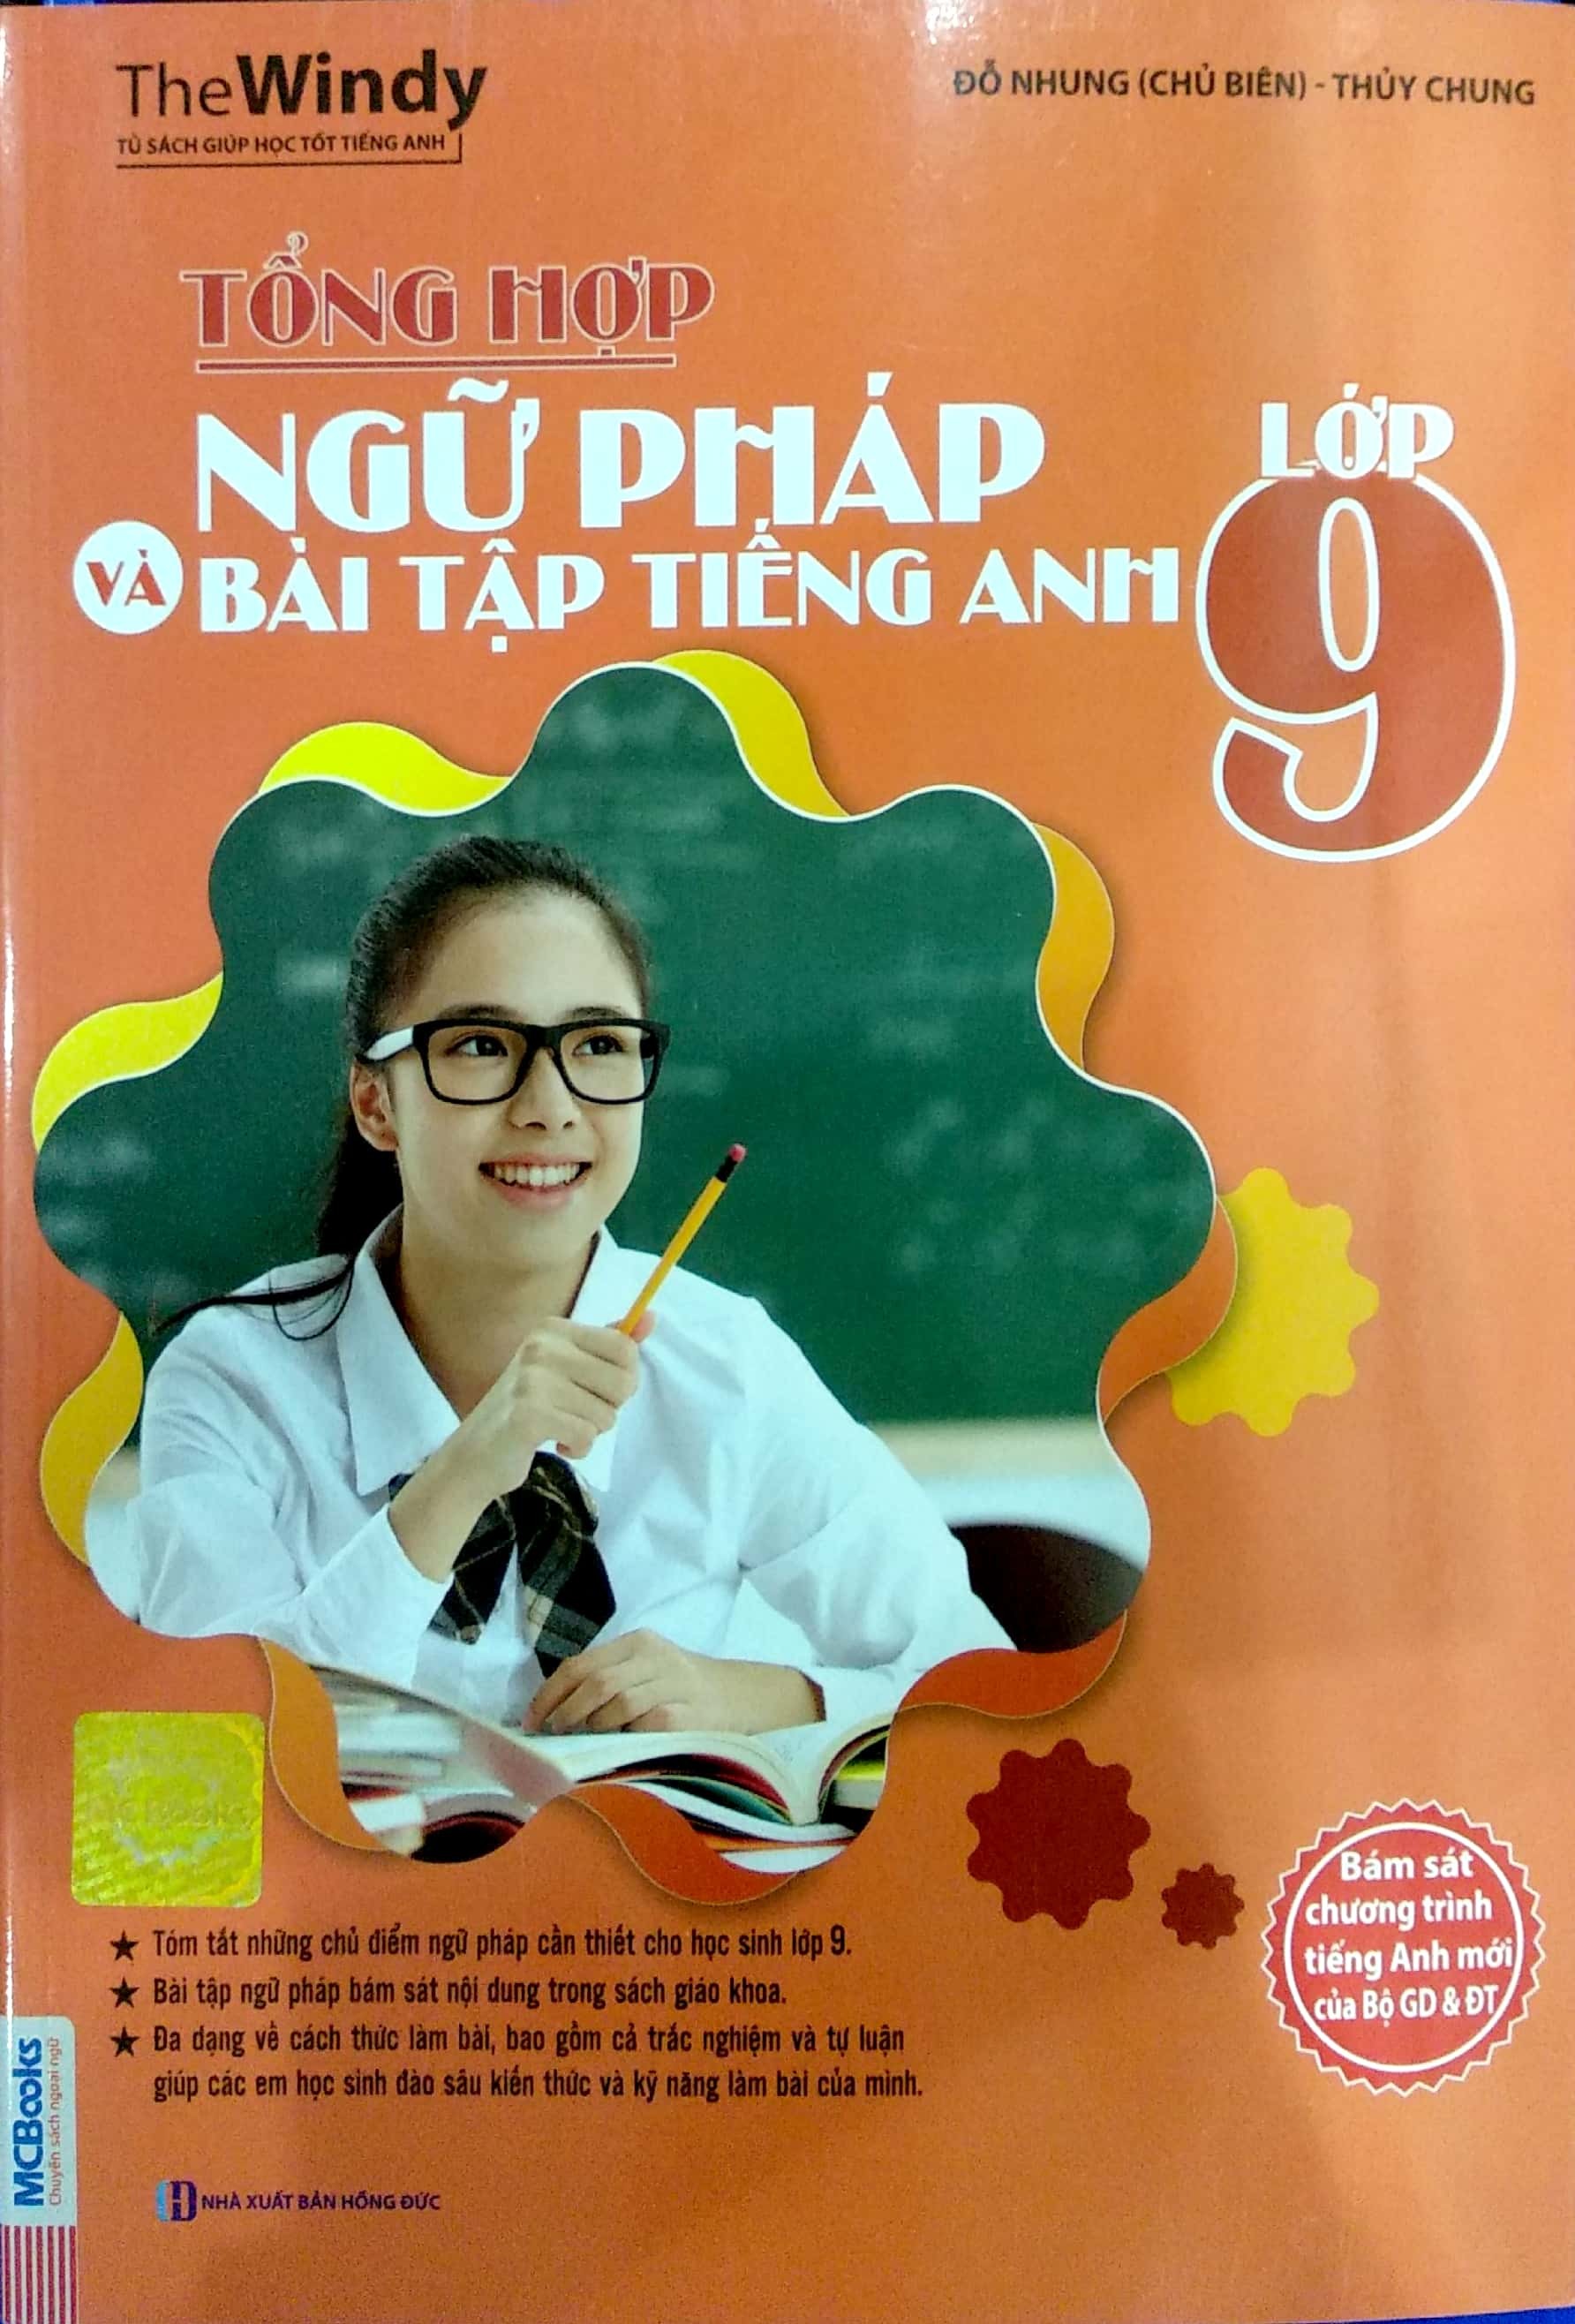 TheWindy
TỦ SÁCH GIÚP HỌC TỐT TIẾNG ANH
ĐỖ NHUNG (CHỦ BIÊN) - THỦY CHUNG
TỔNG HỢP
NGỮ PHÁP
VÀ BÀI TẬP TIẾNG ANH
LỚP
9
MCBooks
★ Tóm tắt những chủ điểm ngữ pháp cần thiết cho học sinh lớp 9.
★ Bài tập ngữ pháp bám sát nội dung trong sách giáo khoa.
★ Đa dạng về cách thức làm bài, bao gồm cả trắc nghiệm và tự luận
giúp các em học sinh đào sâu kiến thức và kỹ năng làm bài của mình.
Bám sát
chương trình
tiếng Anh mới
của Bộ GD & ĐT
MCBooks
Chuyên sách ngoại ngữ
NHÀ XUẤT BẢN HỒNG ĐỨC